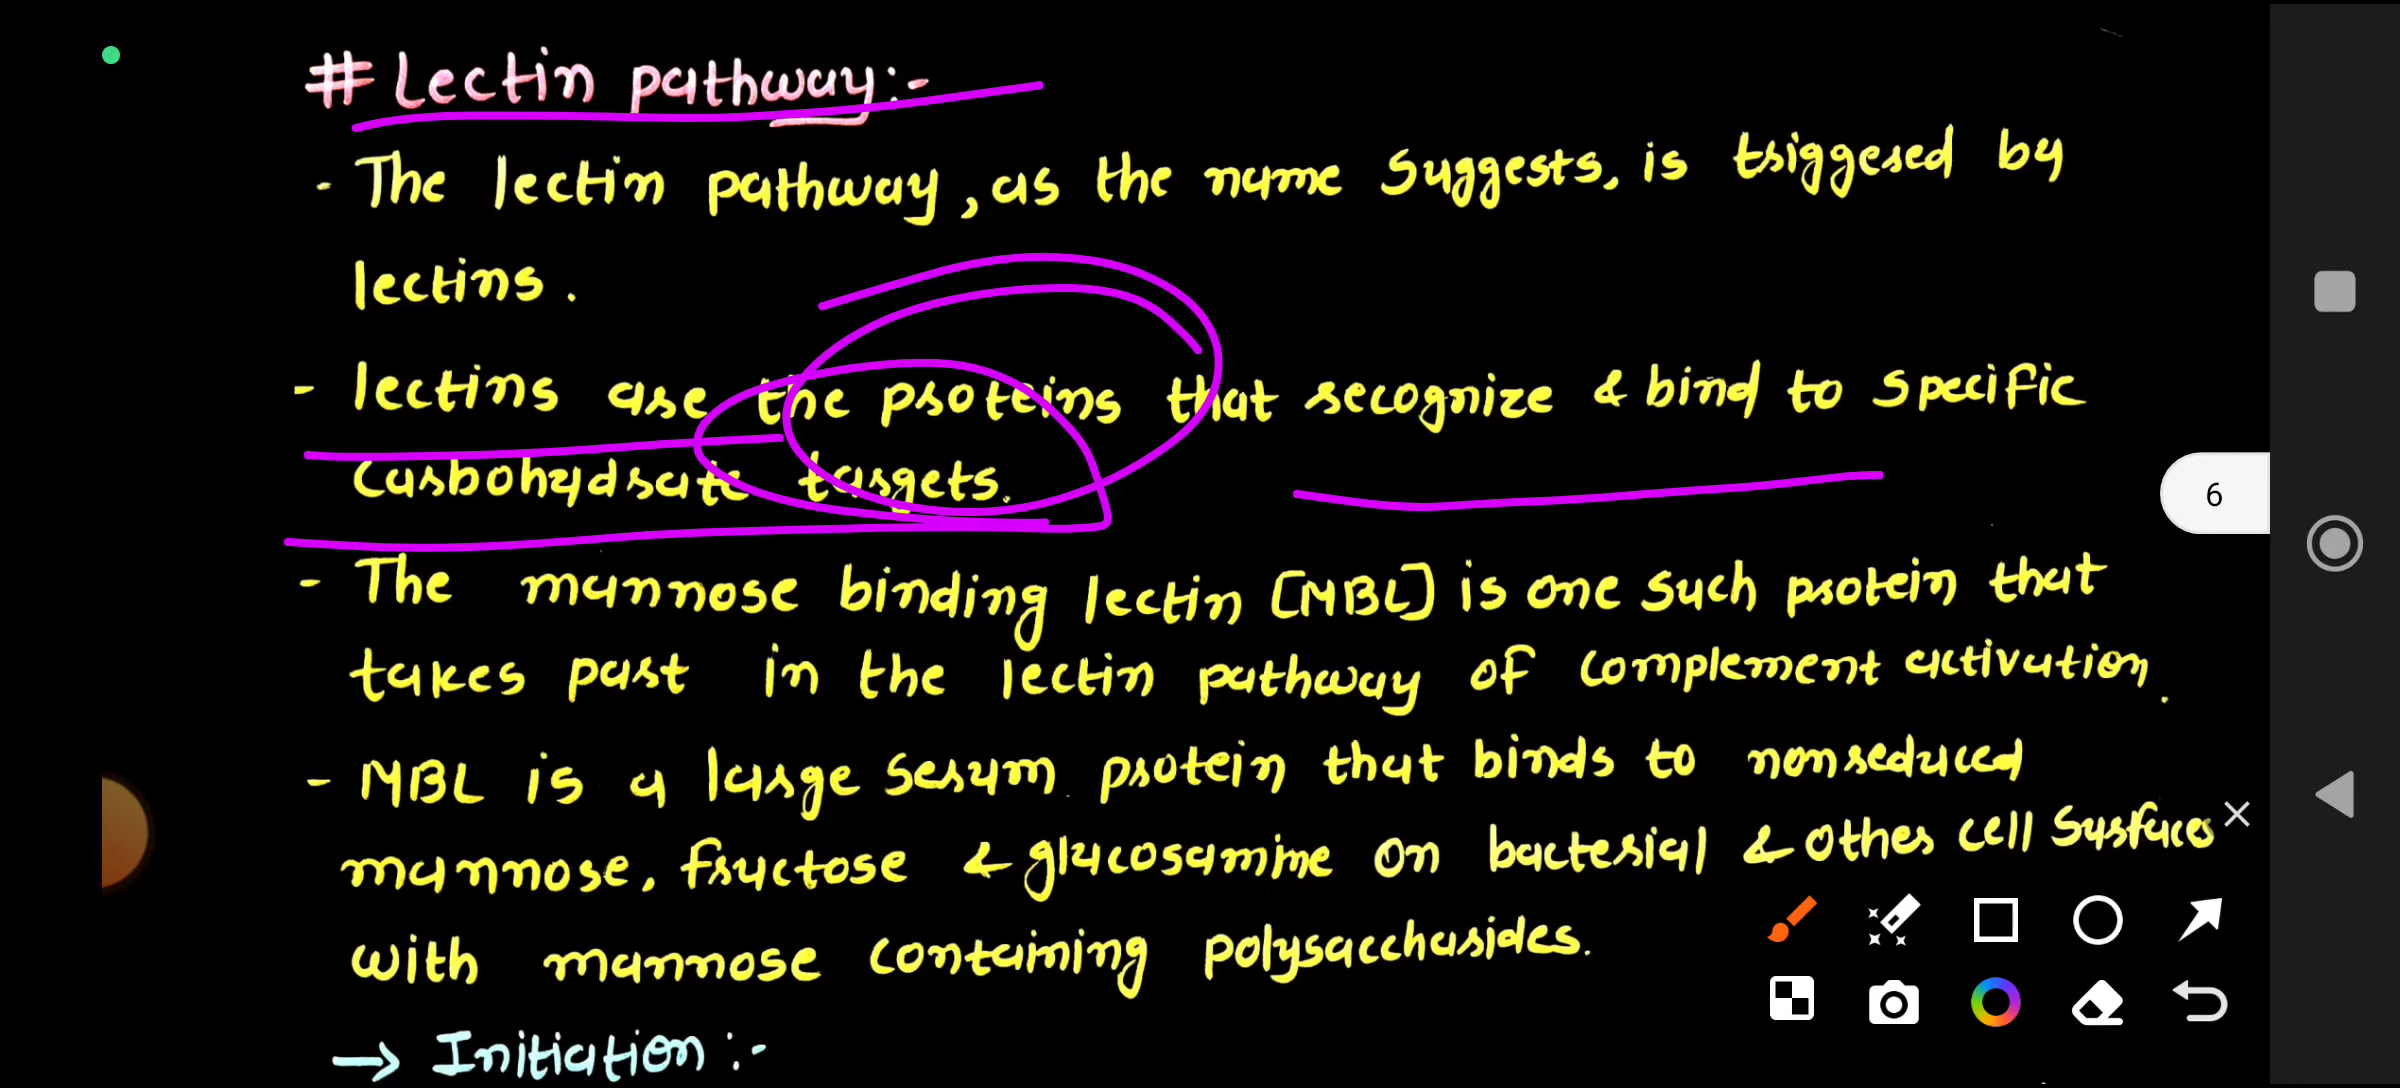 # Lectin pathway:-
- The lectin pathway, as the name suggests, is triggered by
lectins.
- lectins are the proteins that recognize & bind to specific
carbohydrate targets.
- The mannose binding lectin [MBL] is one such protein that
takes part in the lectin pathway of complement activation.
- MBL is a large serum protein that binds to nonreduced
mannose, fructose & glucosamine on bacterial & other cell surfaces
with mannose containing polysaccharides.
→ Initiation :-
6